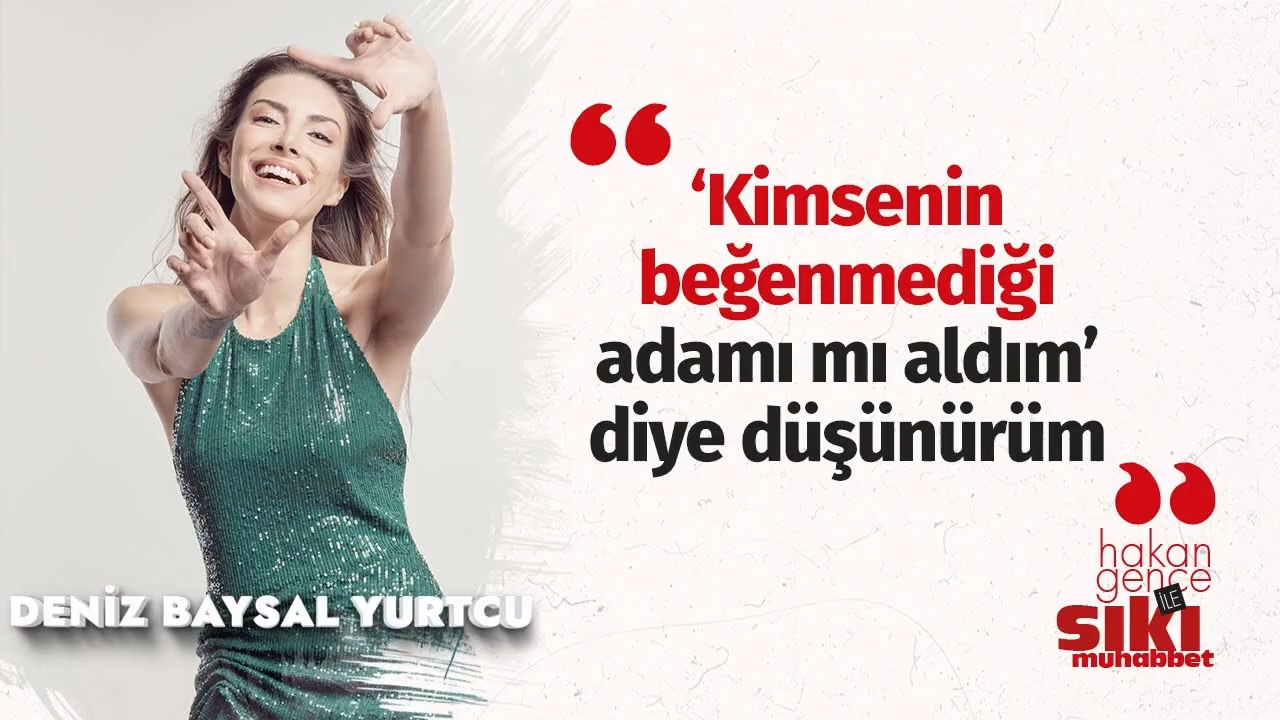 “
‘Kimsenin
beğenmediği
adamı mı aldım’
diye düşünürüm
”
DENİZ BAYSAL YURTCU
hakan
gence
İLE
SIKI
muhabbet